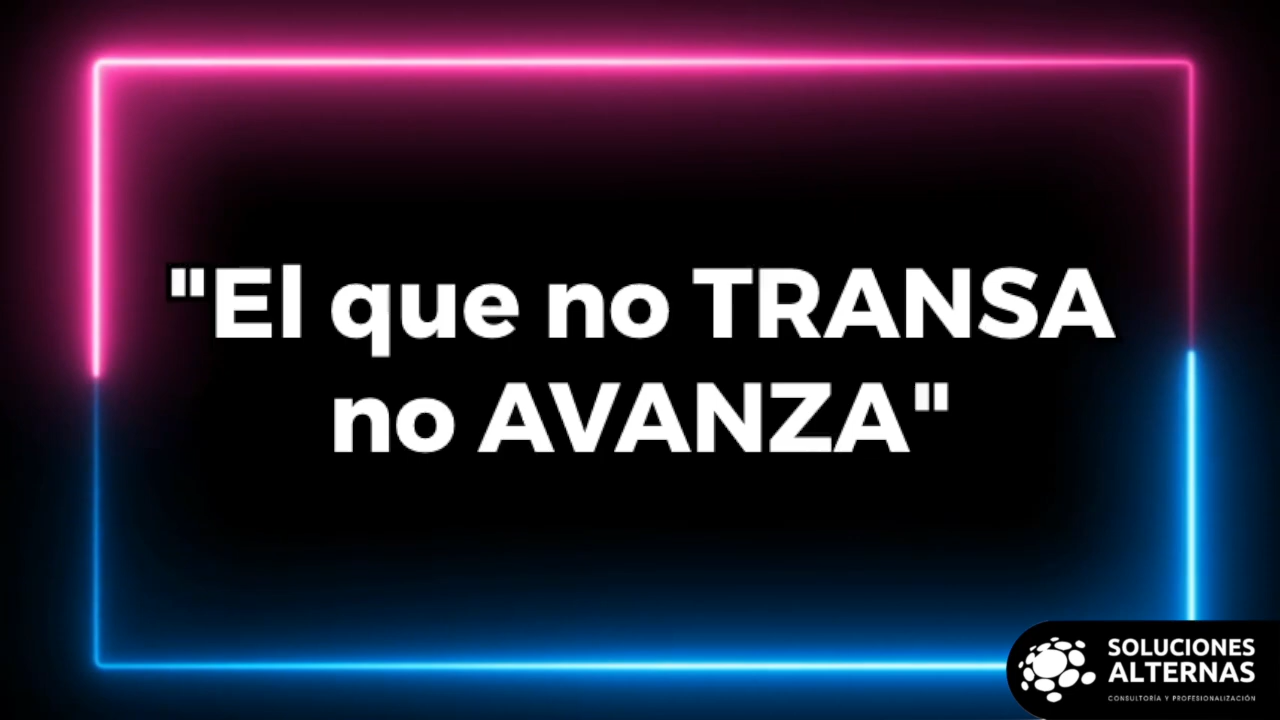 "El que no TRANSA
no AVANZA"
SOLUCIONES
ALTERNAS
CONSULTORÍA Y PROFESIONALIZACIÓN